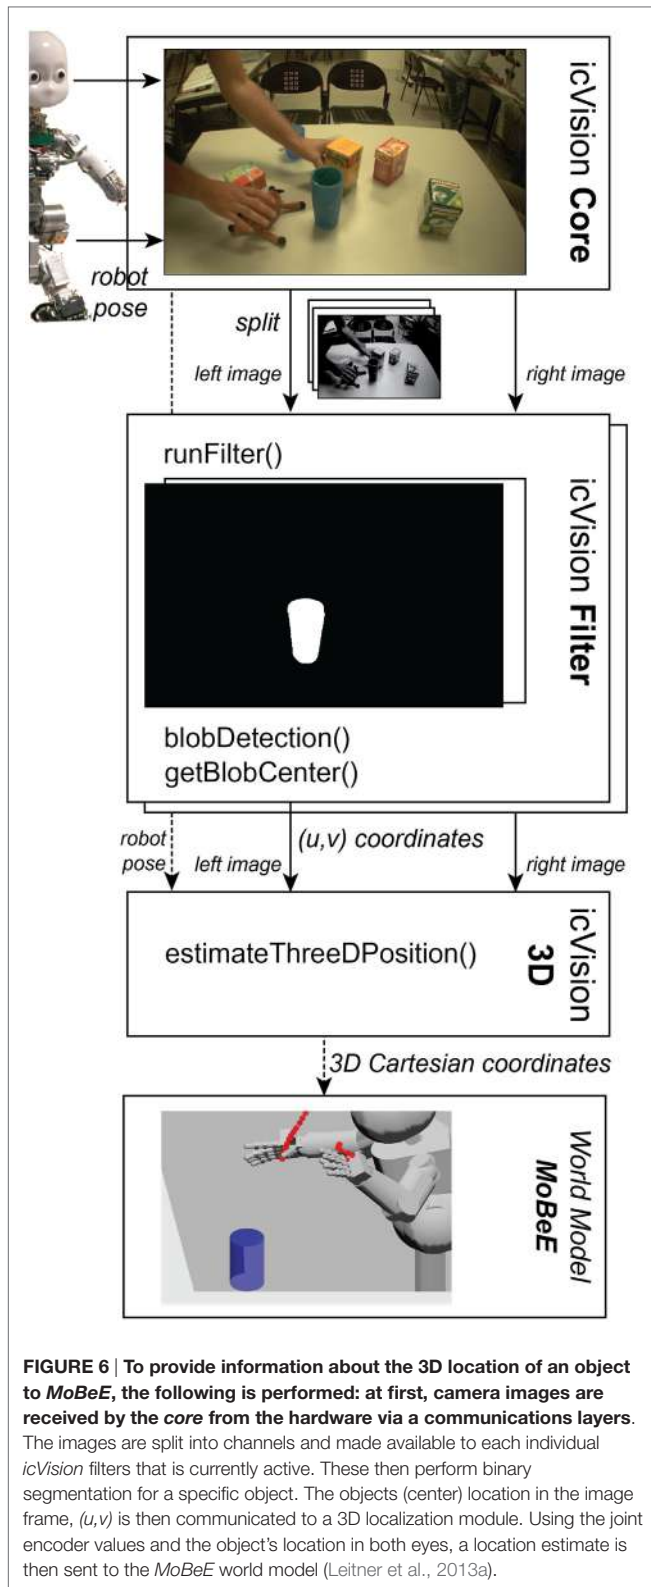 icVision Core
robot
pose
split
left image
right image
runFilter()
icVision Filter
blobDetection()
getBlobCenter()
robot
pose
(u,v) coordinates
left image
right image
estimateThreeDPosition()
icVision
3D
3D Cartesian coordinates
World Model
MoBeE
FIGURE 6 | To provide information about the 3D location of an object
to MoBeE, the following is performed: at first, camera images are
received by the core from the hardware via a communications layers.
The images are split into channels and made available to each individual
icVision filters that is currently active. These then perform binary
segmentation for a specific object. The objects (center) location in the image
frame, (u,v) is then communicated to a 3D localization module. Using the joint
encoder values and the object's location in both eyes, a location estimate is
then sent to the MoBeE world model (Leitner et al., 2013a).